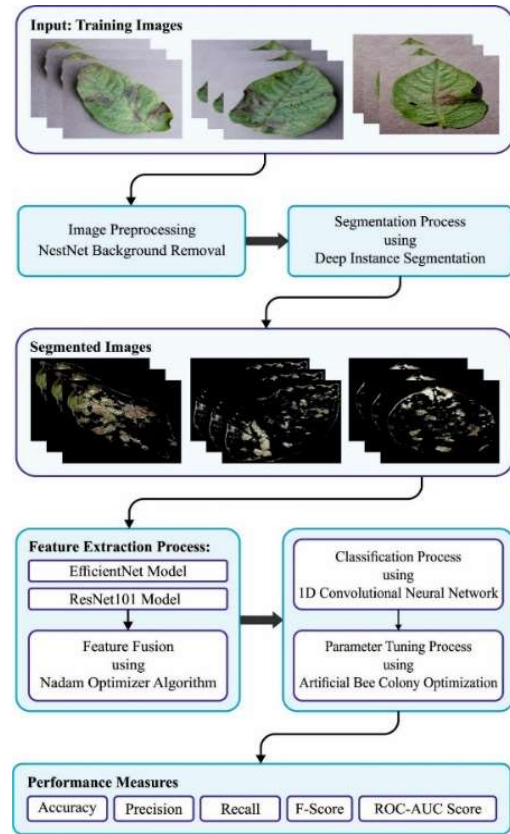 Input: Training Images
Image Preprocessing
NestNet Background Removal
Segmentation Process
using
Deep Instance Segmentation
Segmented Images
Feature Extraction Process:
EfficientNet Model
ResNet101 Model
Feature Fusion
using
Nadam Optimizer Algorithm
Classification Process
using
1D Convolutional Neural Network
Parameter Tuning Process
using
Artificial Bee Colony Optimization
Performance Measures
Accuracy
Precision
Recall
F-Score
ROC-AUC Score